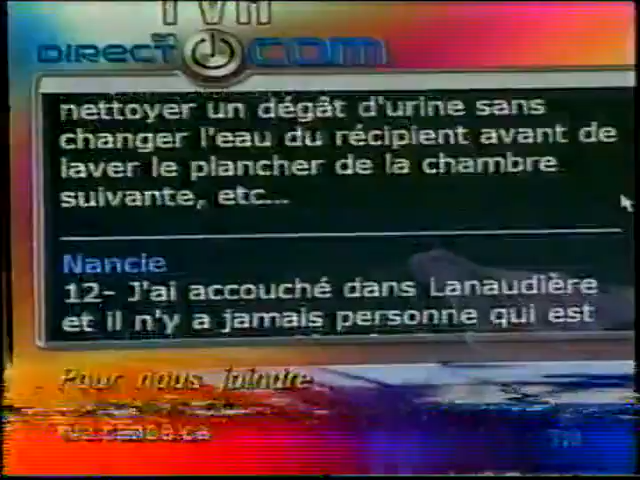 TVA
DIRECT COM
nettoyer un dégât d'urine sans
changer l'eau du récipient avant de
laver le plancher de la chambre
suivante, etc...
Nancie
12- J'ai accouché dans Lanaudière
et il n'y a jamais personne qui est
Pour nous joindre